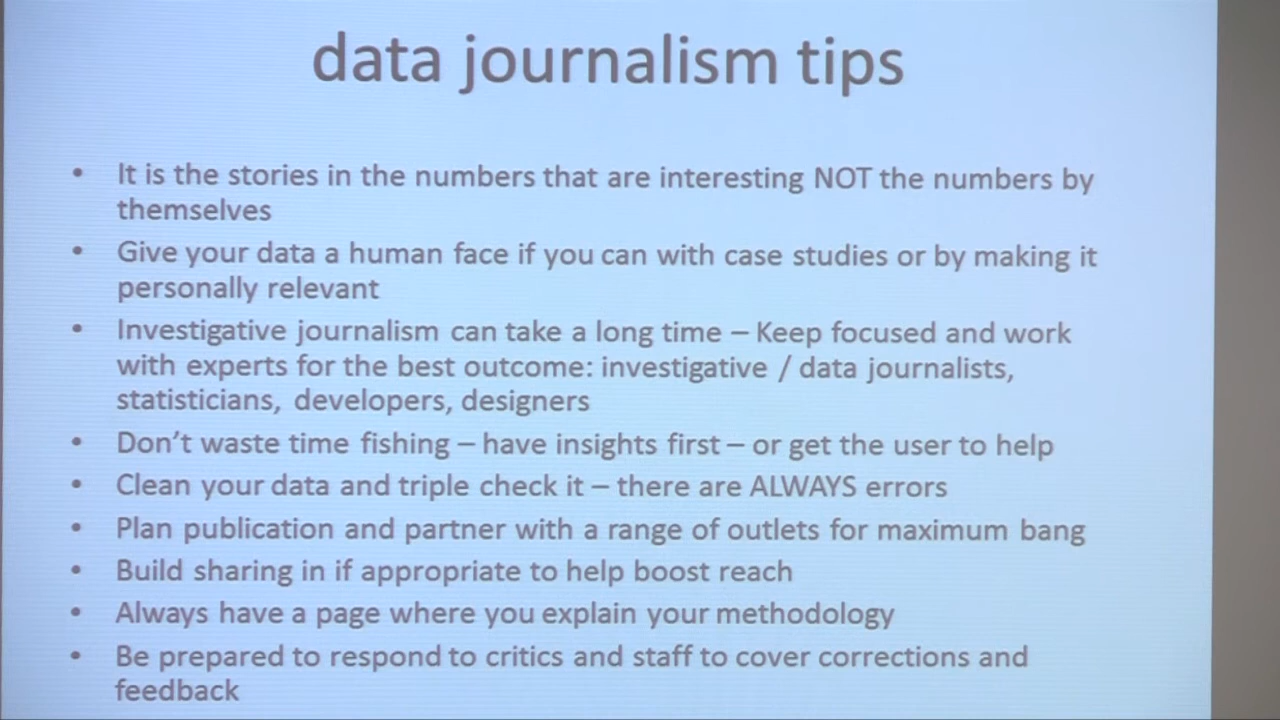 data journalism tips
• It is the stories in the numbers that are interesting NOT the numbers by
themselves
• Give your data a human face if you can with case studies or by making it
personally relevant
• Investigative journalism can take a long time – Keep focused and work
with experts for the best outcome: investigative / data journalists,
statisticians, developers, designers
• Don't waste time fishing – have insights first – or get the user to help
• Clean your data and triple check it – there are ALWAYS errors
• Plan publication and partner with a range of outlets for maximum bang
• Build sharing in if appropriate to help boost reach
• Always have a page where you explain your methodology
• Be prepared to respond to critics and staff to cover corrections and
feedback